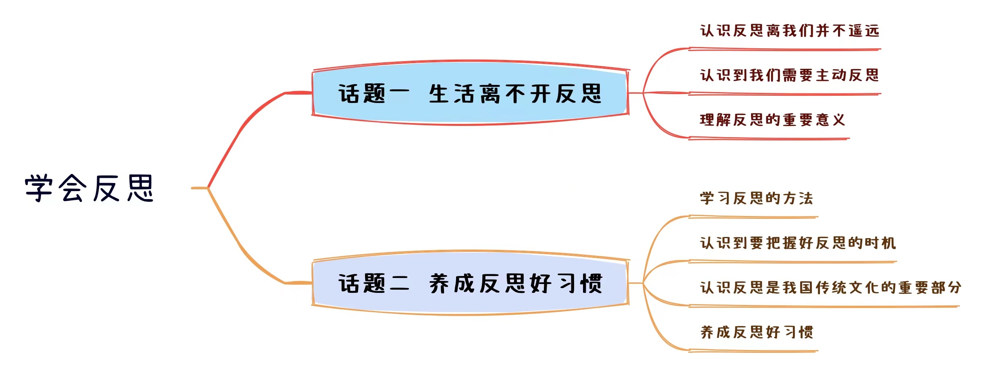 学会反思
话题一 生活离不开反思
认识反思离我们并不遥远
认识到我们需要主动反思
理解反思的重要意义
话题二 养成反思好习惯
学习反思的方法
认识到要把握好反思的时机
认识反思是我国传统文化的重要部分
养成反思好习惯